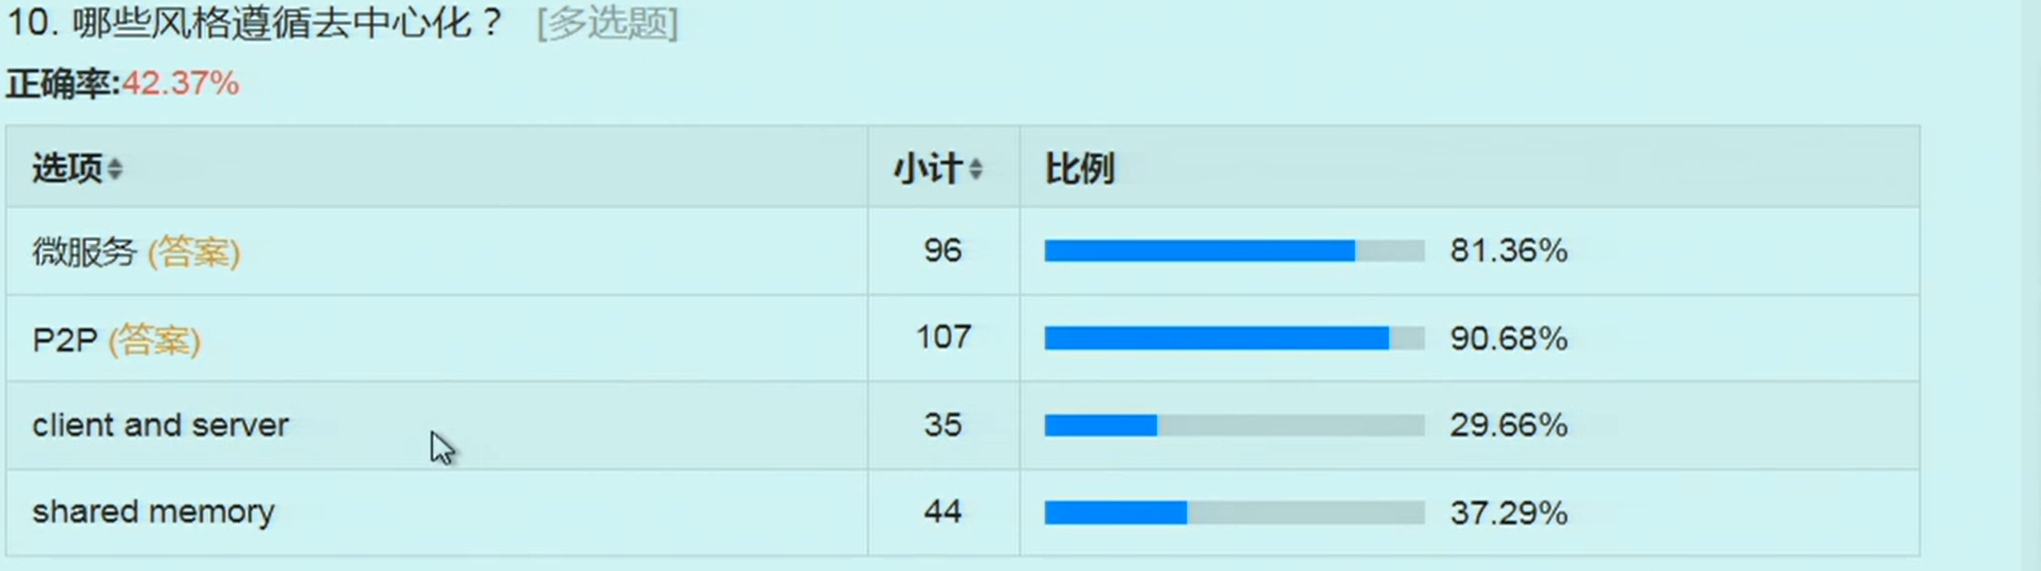 10. 哪些风格遵循去中心化？ [多选题]
正确率:42.37%
选项 小计 比例
微服务 (答案) 96 81.36%
P2P (答案) 107 90.68%
client and server 35 29.66%
shared memory 44 37.29%